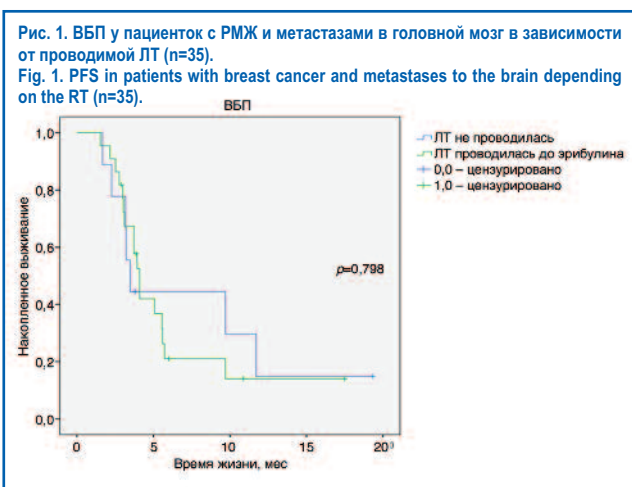 Рис. 1. ВБП у пациенток с РМЖ и метастазами в головной мозг в зависимости
от проводимой ЛТ (n=35).
Fig. 1. PFS in patients with breast cancer and metastases to the brain depending
on the RT (n=35).
ВБП
ЛТ не проводилась
ЛТ проводилась до эрибулина
0,0 – цензурировано
1,0 – цензурировано
p=0,798
Накопленное выживание
1,0
0,8
0,6
0,4
0,2
0,0
0 5 10 15 20³
Время жизни, мес